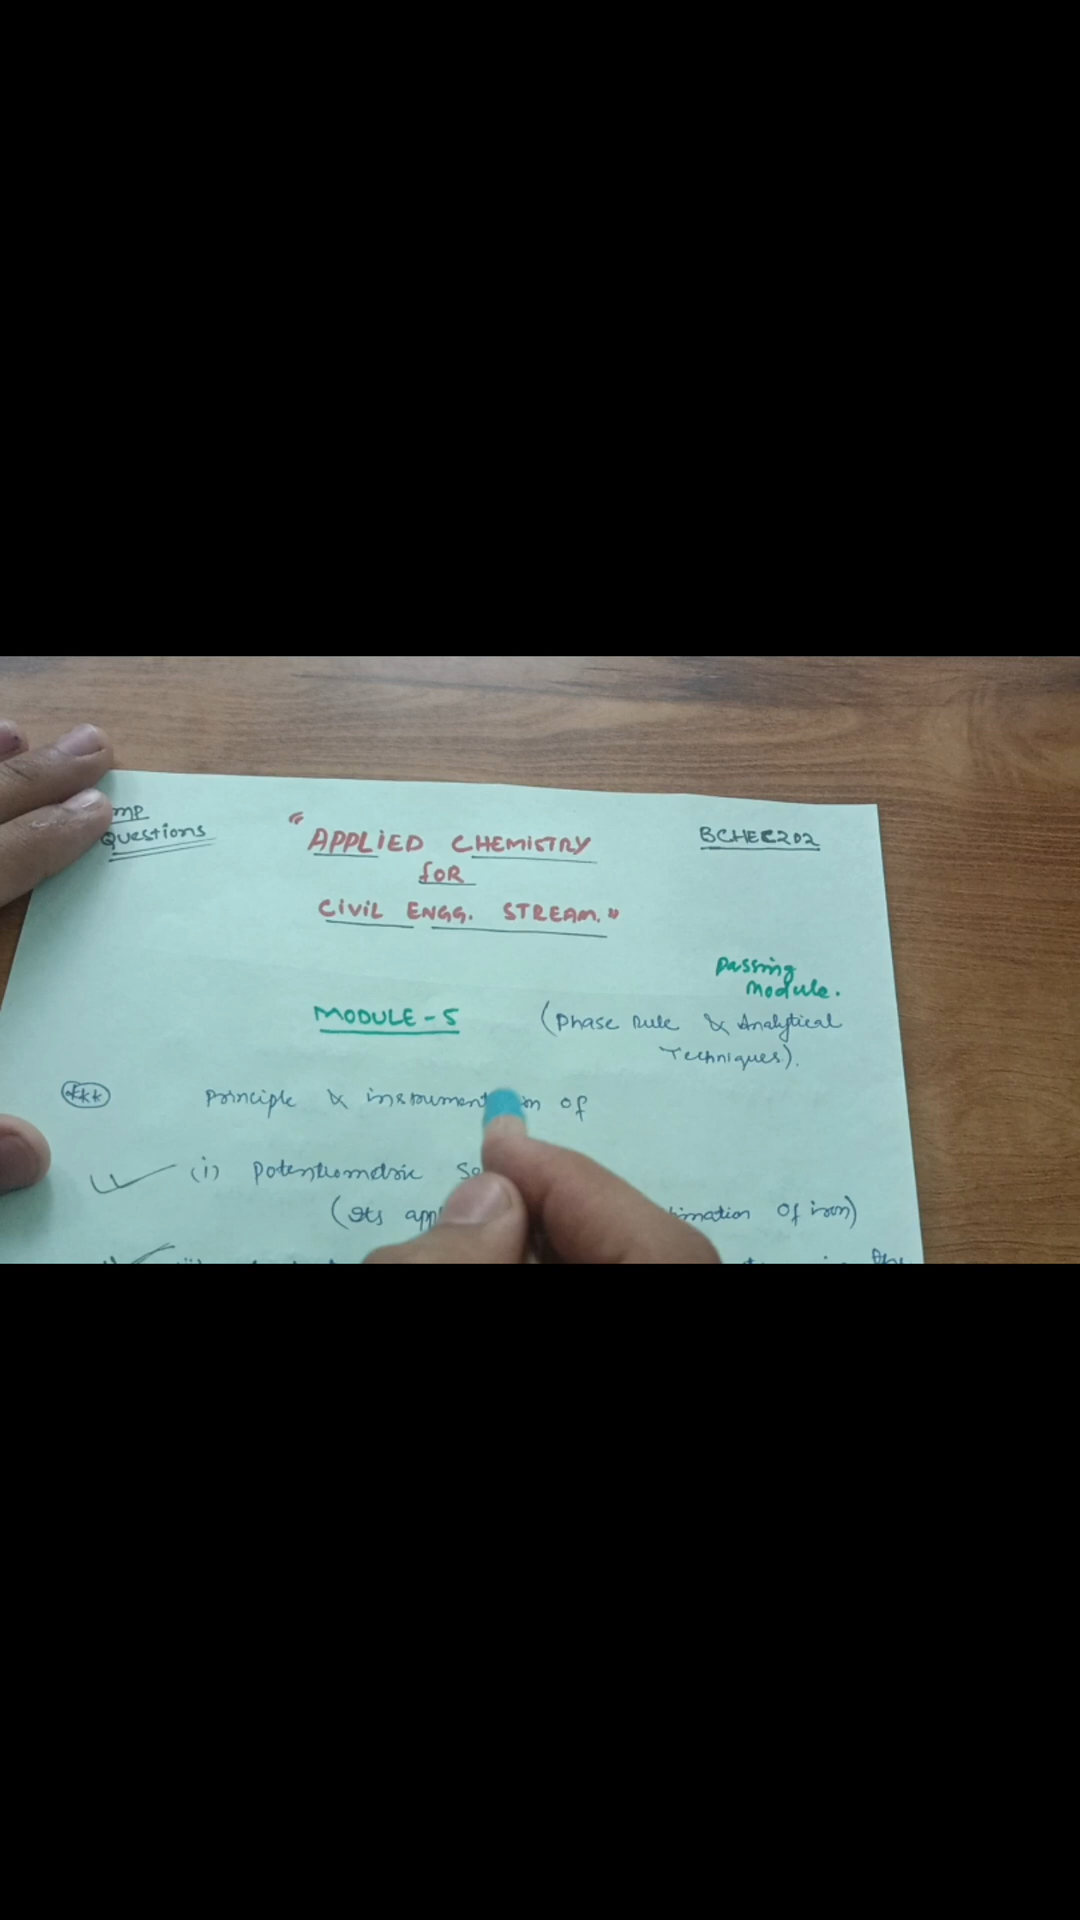 mp
Questions
"APPLIED CHEMISTRY
BCHEC202
foR
CIVIL ENGG. STREAM."
passing
module.
MODULE-5 (phase rule & Analytical
Techniques).
*** principle & of
(i) potentiometric
(Its of iron)